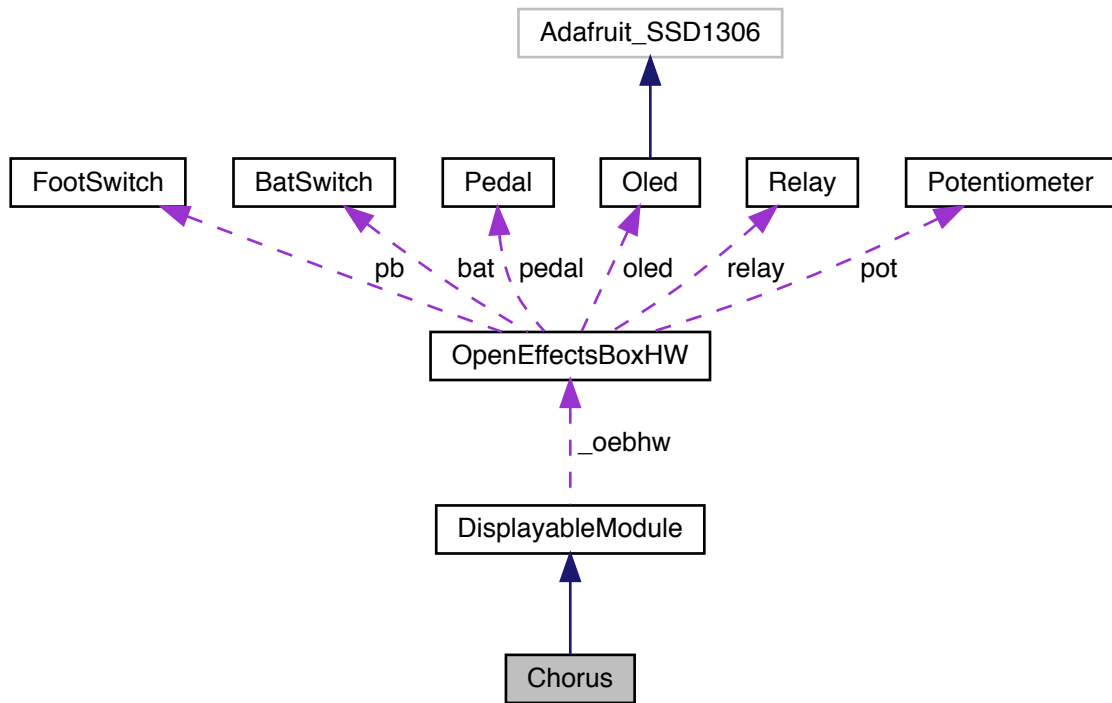 Adafruit_SSD1306
FootSwitch
BatSwitch
Pedal
Oled
Relay
Potentiometer
pb
bat
pedal
oled
relay
pot
OpenEffectsBoxHW
_oebhw
DisplayableModule
Chorus